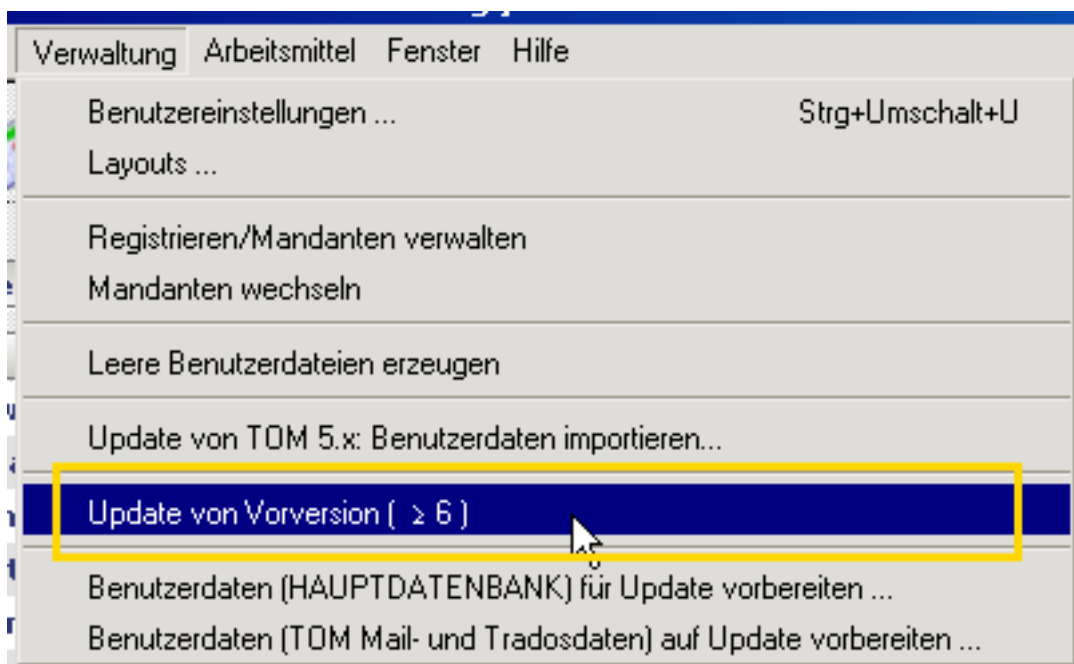 Verwaltung Arbeitsmittel Fenster Hilfe
Benutzereinstellungen ... Strg+Umschalt+U
Layouts ...
Registrieren/Mandanten verwalten
Mandanten wechseln
Leere Benutzerdateien erzeugen
Update von TOM 5.x: Benutzerdaten importieren...
Update von Vorversion ( ≥ 6 )
Benutzerdaten (HAUPTDATENBANK) für Update vorbereiten ...
Benutzerdaten (TOM Mail- und Tradosdaten) auf Update vorbereiten ...